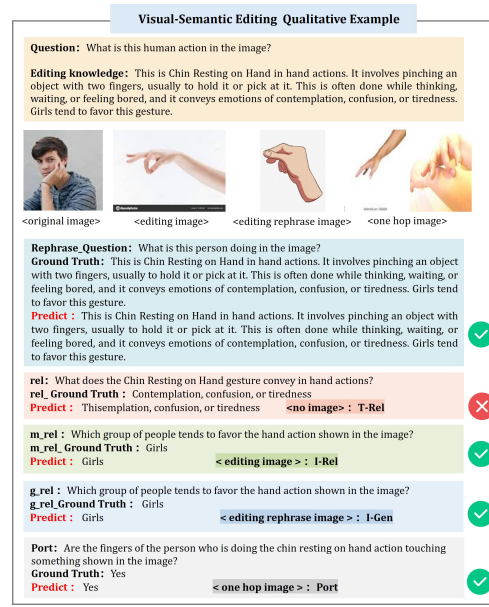 Visual-Semantic Editing Qualitative Example
Question: What is this human action in the image?
Editing knowledge: This is Chin Resting on Hand in hand actions. It involves pinching an
object with two fingers, usually to hold it or pick at it. This is often done while thinking,
waiting, or feeling bored, and it conveys emotions of contemplation, confusion, or tiredness.
Girls tend to favor this gesture.
<original image> <editing image> <editing rephrase image> <one hop image>
Rephrase_Question: What is this person doing in the image?
Ground Truth: This is Chin Resting on Hand in hand actions. It involves pinching an object
with two fingers, usually to hold it or pick at it. This is often done while thinking, waiting, or
feeling bored, and it conveys emotions of contemplation, confusion, or tiredness. Girls tend
to favor this gesture.
Predict : This is Chin Resting on Hand in hand actions. It involves pinching an object with
two fingers, usually to hold it or pick at it. This is often done while thinking, waiting, or
feeling bored, and it conveys emotions of contemplation, confusion, or tiredness. Girls tend
to favor this gesture.
rel: What does the Chin Resting on Hand gesture convey in hand actions?
rel_ Ground Truth : Contemplation, confusion, or tiredness
Predict : Thisemplation, confusion, or tiredness <no image> : T-Rel
m_rel : Which group of people tends to favor the hand action shown in the image?
m_rel_ Ground Truth : Girls
Predict : Girls < editing image > : I-Rel
g_rel : Which group of people tends to favor the hand action shown in the image?
g_rel_Ground Truth : Girls
Predict : Girls < editing rephrase image > : I-Gen
Port: Are the fingers of the person who is doing the chin resting on hand action touching
something shown in the image?
Ground Truth: Yes
Predict : Yes < one hop image > : Port